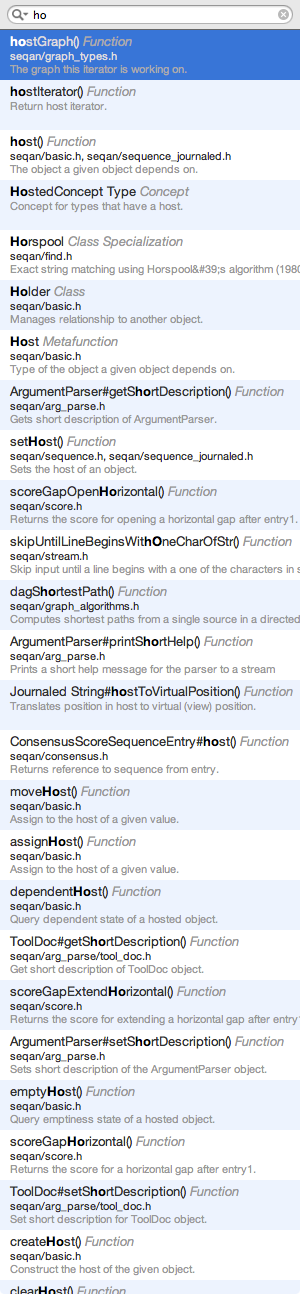 ho
hostGraph() Function
seqan/graph_types.h
The graph this iterator is working on.
hostIterator() Function
Return host iterator.
host() Function
seqan/basic.h, seqan/sequence_journaled.h
The object a given object depends on.
HostedConcept Type Concept
Concept for types that have a host.
Horspool Class Specialization
seqan/find.h
Exact string matching using Horspool&#39;s algorithm (1980
Holder Class
seqan/basic.h
Manages relationship to another object.
Host Metafunction
seqan/basic.h
Type of the object a given object depends on.
ArgumentParser#getShortDescription() Function
seqan/arg_parse.h
Gets short description of ArgumentParser.
setHost() Function
seqan/sequence.h, seqan/sequence_journaled.h
Sets the host of an object.
scoreGapOpenHorizontal() Function
seqan/score.h
Returns the score for opening a horizontal gap after entry1.
skipUntilLineBeginsWithOneCharOfStr() Function
seqan/stream.h
Skip input until a line begins with a one of the characters in s
dagShortestPath() Function
seqan/graph_algorithms.h
Computes shortest paths from a single source in a directed
ArgumentParser#printShortHelp() Function
seqan/arg_parse.h
Prints a short help message for the parser to a stream
Journaled String#hostToVirtualPosition() Function
Translates position in host to virtual (view) position.
ConsensusScoreSequenceEntry#host() Function
seqan/consensus.h
Returns reference to sequence from entry.
moveHost() Function
seqan/basic.h
Assign to the host of a given value.
assignHost() Function
seqan/basic.h
Assign to the host of a given value.
dependentHost() Function
seqan/basic.h
Query dependent state of a hosted object.
ToolDoc#getShortDescription() Function
seqan/arg_parse/tool_doc.h
Get short description of ToolDoc object.
scoreGapExtendHorizontal() Function
seqan/score.h
Returns the score for extending a horizontal gap after entry
ArgumentParser#setShortDescription() Function
seqan/arg_parse.h
Sets short description of the ArgumentParser object.
emptyHost() Function
seqan/basic.h
Query emptiness state of a hosted object.
scoreGapHorizontal() Function
seqan/score.h
Returns the score for a horizontal gap after entry1.
ToolDoc#setShortDescription() Function
seqan/arg_parse/tool_doc.h
Set short description for ToolDoc object.
createHost() Function
seqan/basic.h
Construct the host of the given object.
clearHost() Function